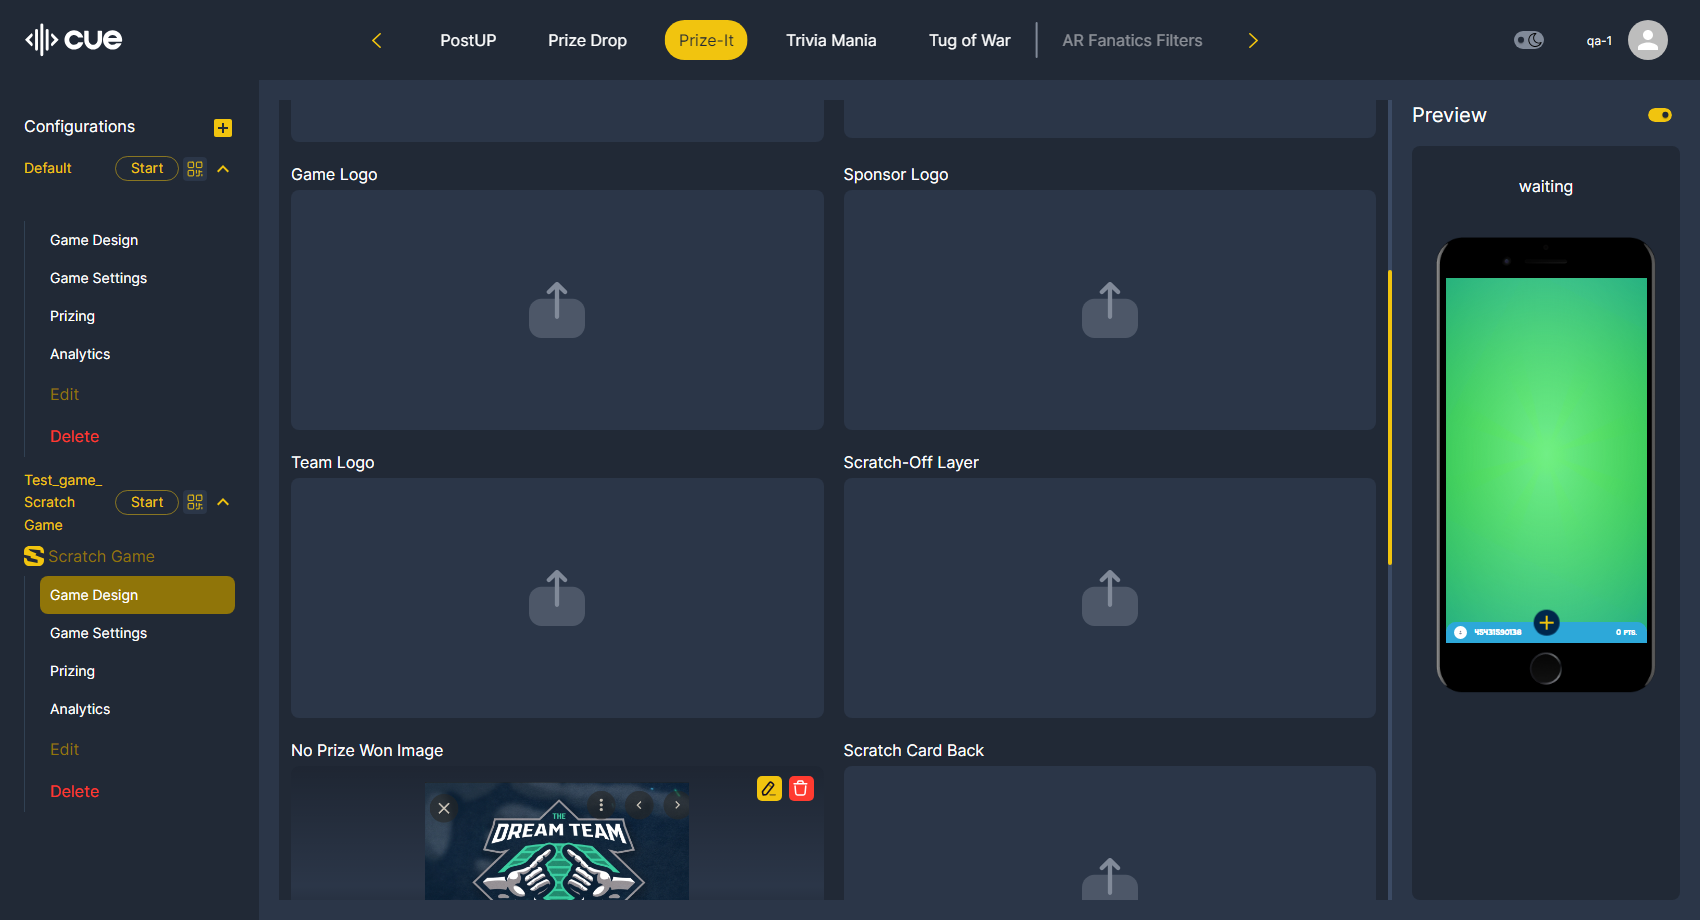 cue
PostUP
Prize Drop
Prize-It
Trivia Mania
Tug of War
AR Fanatics Filters
qa-1
Configurations
Default
Start
Game Design
Game Settings
Prizing
Analytics
Edit
Delete
Test_game_
Scratch
Game
Start
Scratch Game
Game Design
Game Settings
Prizing
Analytics
Edit
Delete
Game Logo
Sponsor Logo
Team Logo
Scratch-Off Layer
No Prize Won Image
Scratch Card Back
THE
DREAM TEAM
Preview
waiting
45431590138
0 PTS.